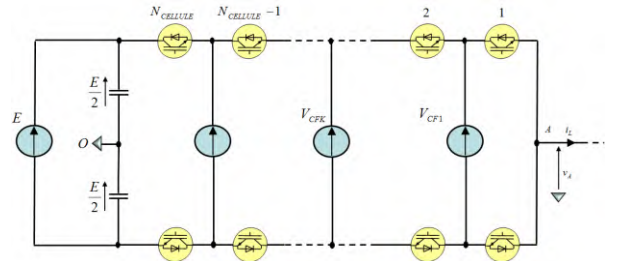 N_CELLULE N_CELLULE -1 2 1
E/2
E V_CFK V_CF1
O A i_L
v_A
E/2